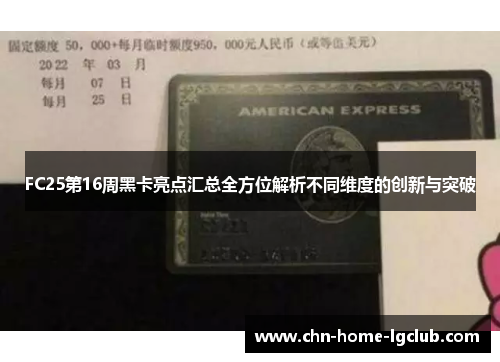 固定额度 50，000+每月临时额度950，000元人民币（或等值美元）
2022 年 03 月
每月 07 日
每月 25 日
AMERICAN EXPRESS
FC25第16周黑卡亮点汇总全方位解析不同维度的创新与突破
www.chn-home-lgclub.com